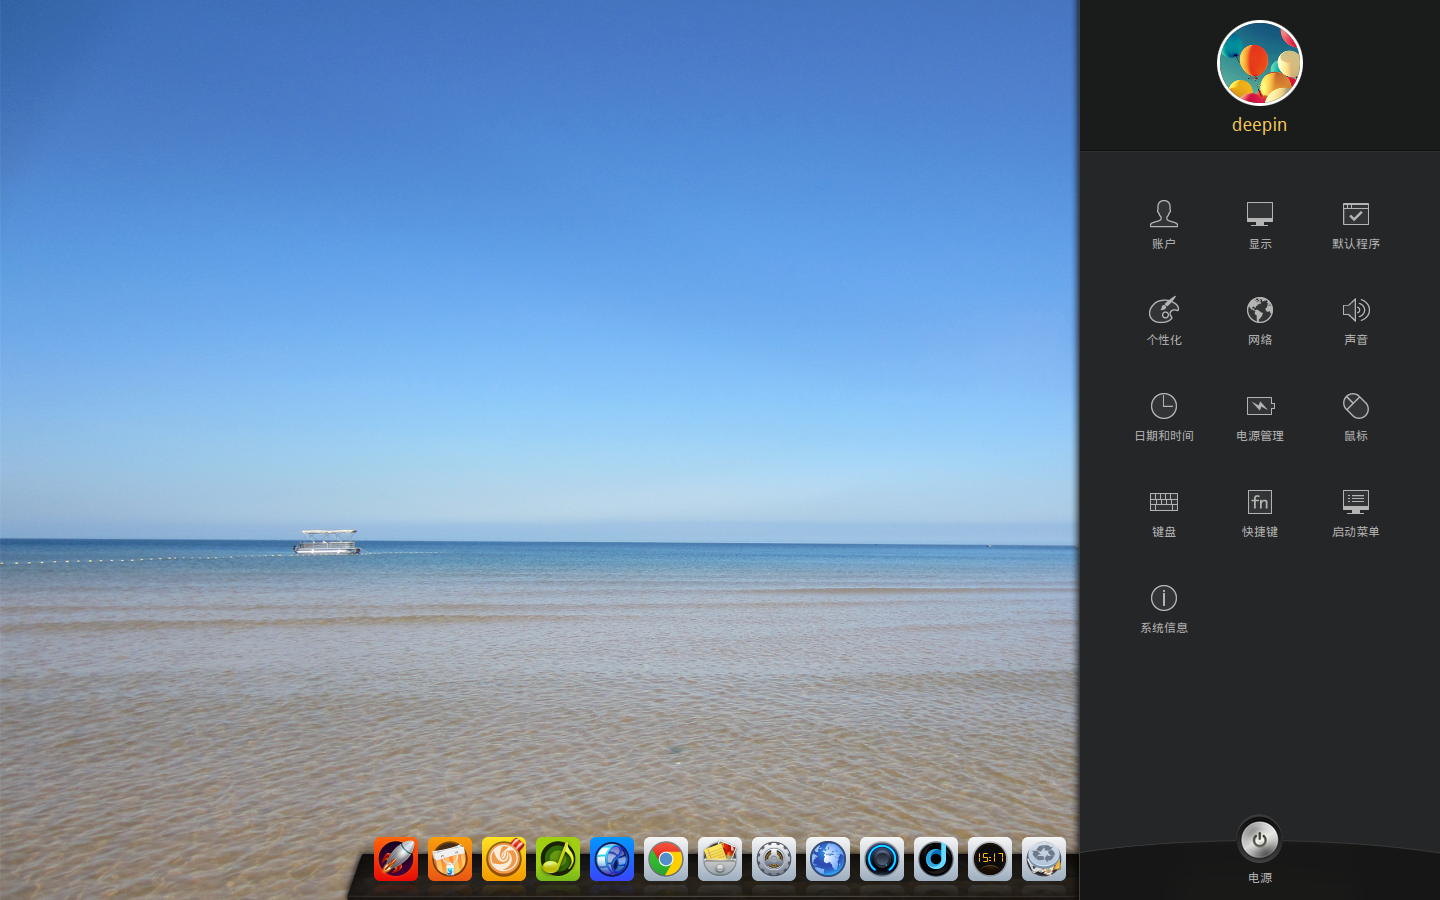 deepin
账户
显示
默认程序
个性化
网络
声音
日期和时间
电源管理
鼠标
键盘
fn
快捷键
启动菜单
系统信息
15:17
电源